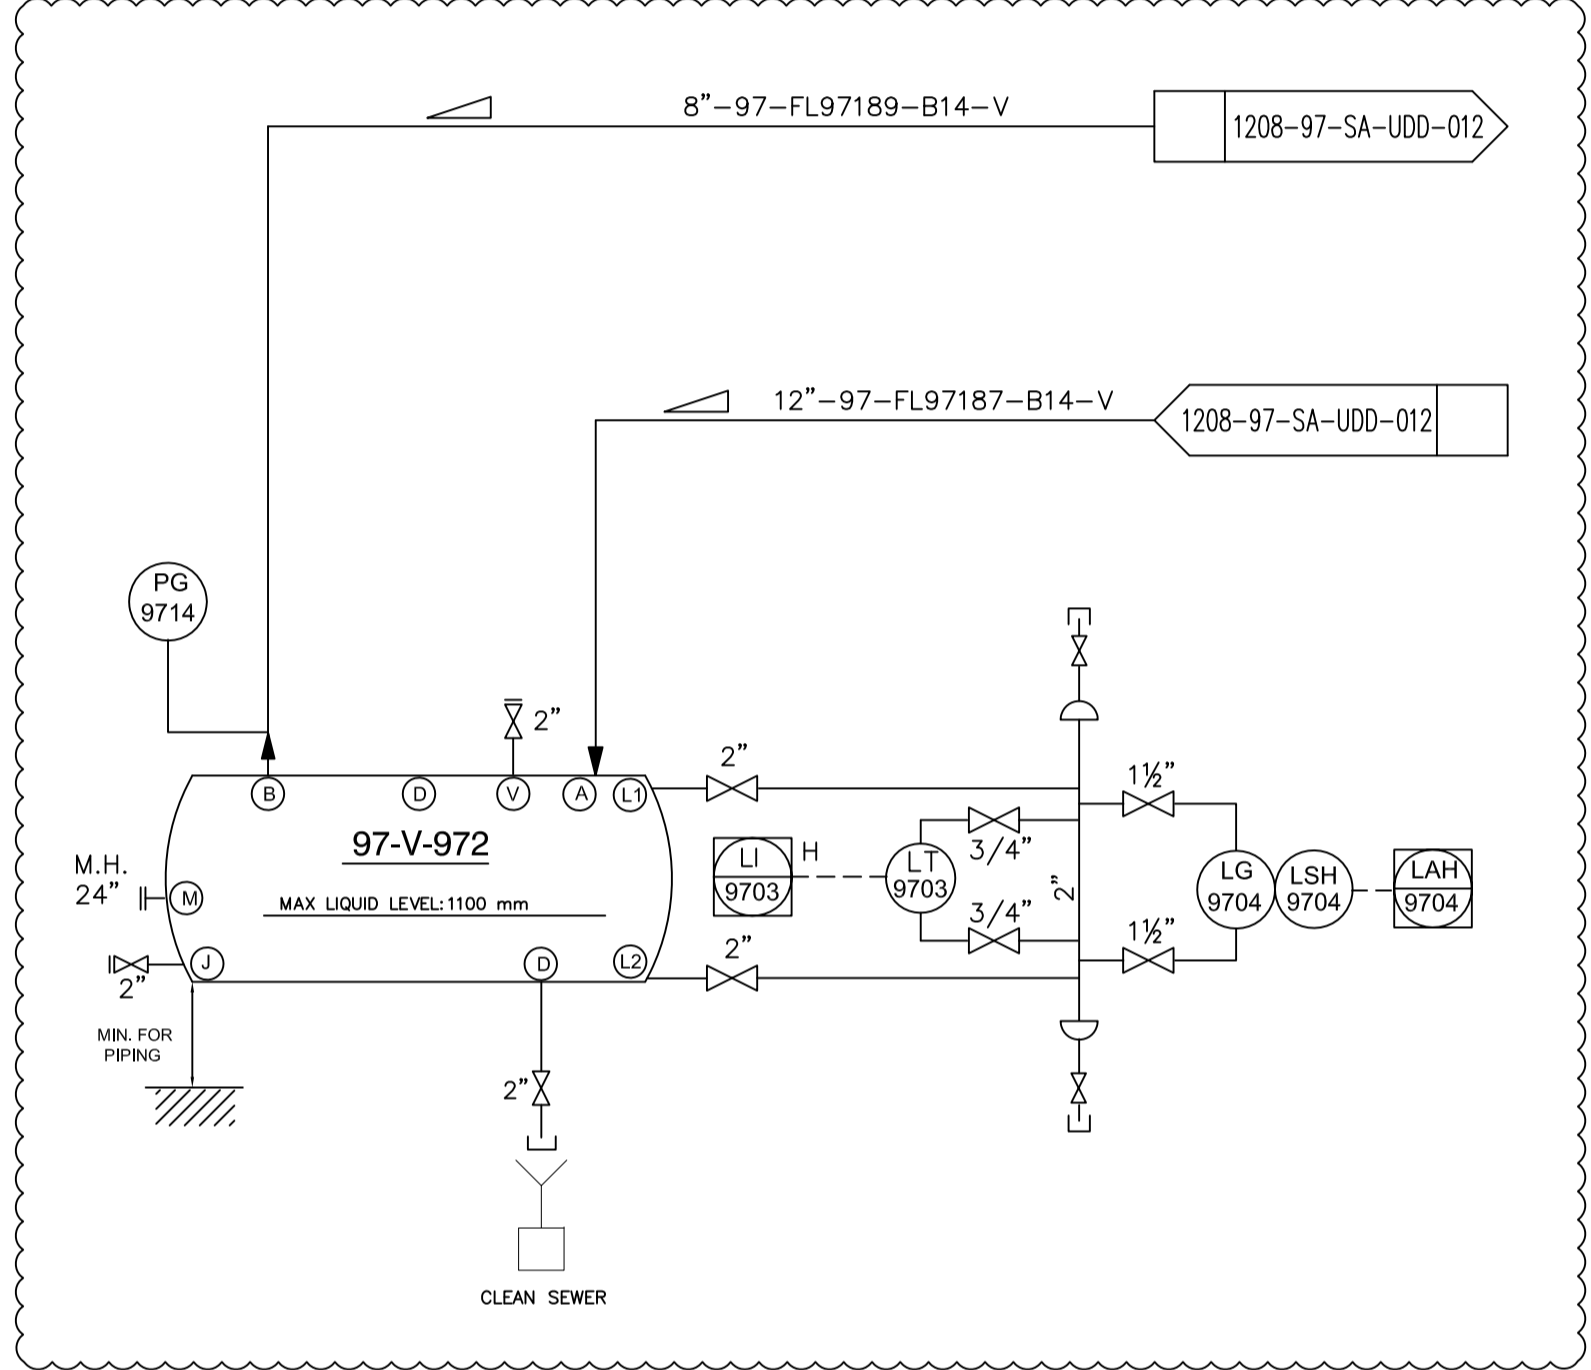 8”-97-FL97189-B14-V
1208-97-SA-UDD-012
12”-97-FL97187-B14-V
1208-97-SA-UDD-012
PG
9714
2”
B
D
V
A
L1
2”
1½”
97-V-972
3/4”
M.H.
24”
M
MAX LIQUID LEVEL: 1100 mm
LI
9703
H
LT
9703
2”
LG
9704
LSH
9704
LAH
9704
3/4”
1½”
J
D
L2
2”
2”
MIN. FOR
PIPING
2”
CLEAN SEWER